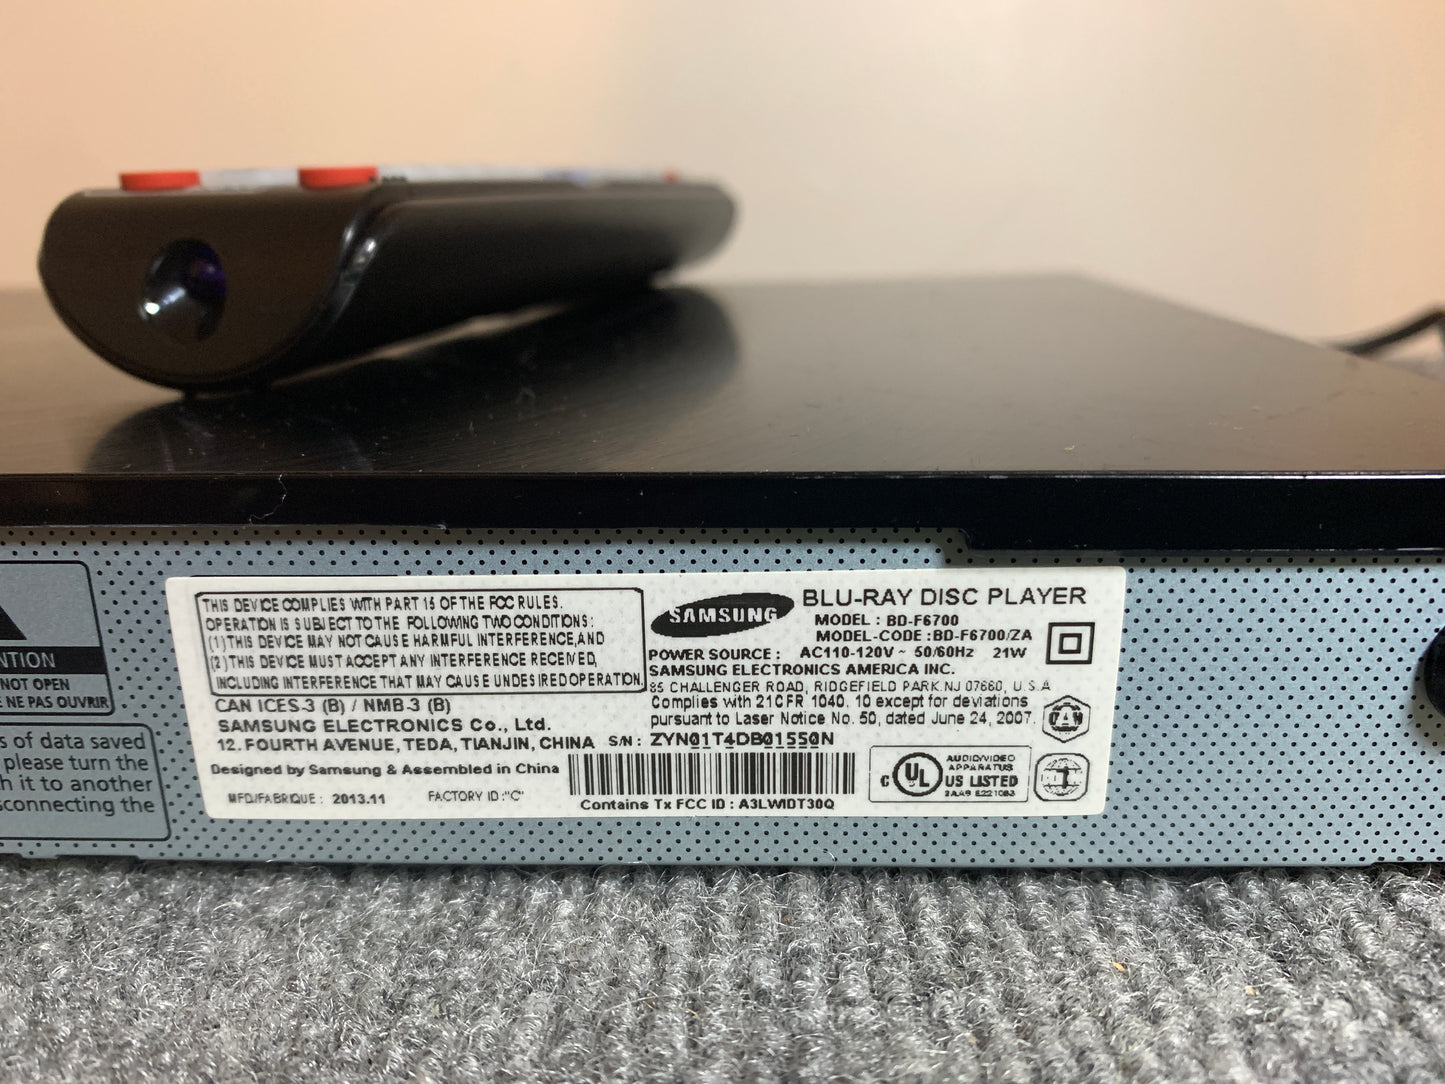 NTION
NOT OPEN
E NE PAS OUVRIR
s of data saved
please turn the
h it to another
sconnecting the
THIS DEVICE COMPLIES WITH PART 15 OF THE FCC RULES.
OPERATION IS SUBJECT TO THE FOLLOWING TWO CONDITIONS:
(1) THIS DEVICE MAY NOT CAUSE HARMFUL INTERFERENCE, AND
(2) THIS DEVICE MUST ACCEPT ANY INTERFERENCE RECEIVED,
INCLUDING INTERFERENCE THAT MAY CAUSE UNDESIRED OPERATION.
CAN ICES-3 (B) / NMB-3 (B)
SAMSUNG ELECTRONICS Co., Ltd.
12. FOURTH AVENUE, TEDA, TIANJIN, CHINA
Designed by Samsung & Assembled in China
MFD/FABRIQUE : 2013.11 FACTORY ID :"C"
SAMSUNG BLU-RAY DISC PLAYER
MODEL : BD-F6700
MODEL-CODE : BD-F6700/ZA
POWER SOURCE : AC110-120V ~ 50/60Hz 21W
SAMSUNG ELECTRONICS AMERICA INC.
85 CHALLENGER ROAD, RIDGEFIELD PARK.NJ 07660, U.S.A
Complies with 21CFR 1040. 10 except for deviations
pursuant to Laser Notice No. 50, dated June 24, 2007.
S/N : ZYN01T4DB01550N
Contains Tx FCC ID : A3LWIDT30Q
C UL US LISTED
AUDIO/VIDEO
APPARATUS